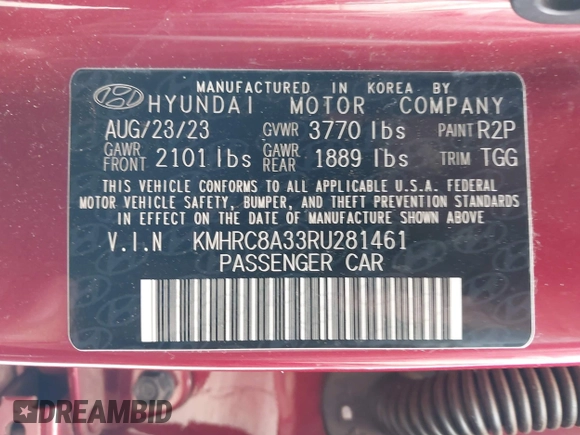 MANUFACTURED IN KOREA BY
HYUNDAI MOTOR COMPANY
AUG/23/23 GVWR 3770 lbs PAINT R2P
GAWR FRONT 2101 lbs GAWR REAR 1889 lbs TRIM TGG
THIS VEHICLE CONFORMS TO ALL APPLICABLE U.S.A. FEDERAL
MOTOR VEHICLE SAFETY, BUMPER, AND THEFT PREVENTION STANDARDS
IN EFFECT ON THE DATE OF MANUFACTURE SHOWN ABOVE
V.I.N KMHRC8A33RU281461
PASSENGER CAR
DREAMBID